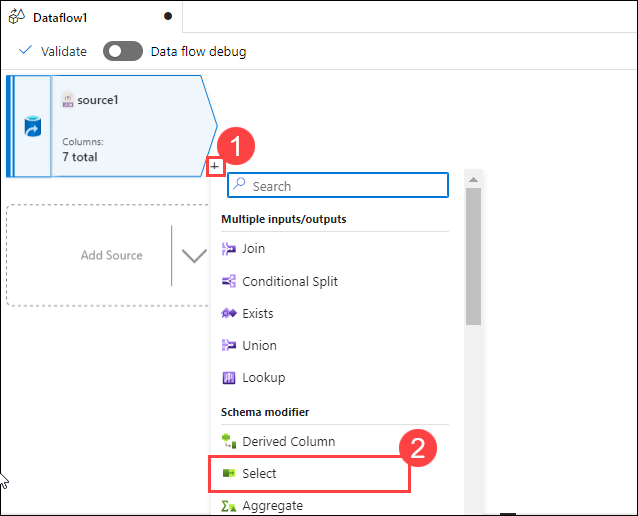 Dataflow1
Validate
Data flow debug
source1
Columns:
7 total
1
+
Search
Multiple inputs/outputs
Join
Conditional Split
Exists
Union
Lookup
Add Source
Schema modifier
Derived Column
2
Select
Aggregate